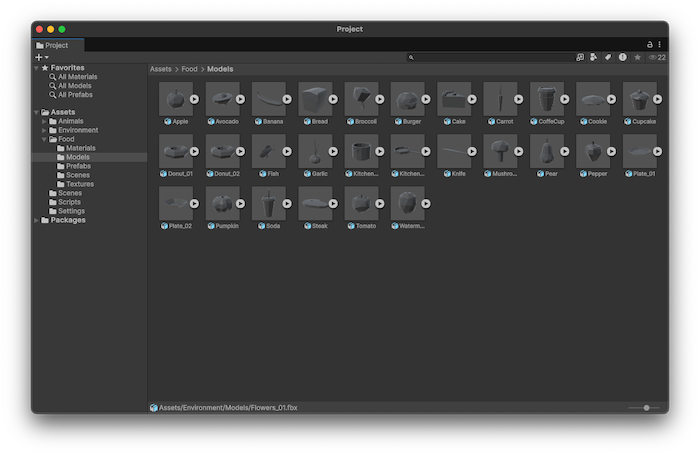 Project
Project
22
Favorites
All Materials
All Models
All Prefabs
Assets
Animals
Environment
Food
Materials
Models
Prefabs
Scenes
Textures
Scenes
Scripts
Settings
Packages
Assets > Food > Models
Apple Avocado Banana Bread Broccoli Burger Cake Carrot CoffeCup Cookie Cupcake
Donut_01 Donut_02 Fish Garlic Kitchen... Kitchen... Knife Mushro... Pear Pepper Plate_01
Plate_02 Pumpkin Soda Steak Tomato Waterm...
Assets/Environment/Models/Flowers_01.fbx